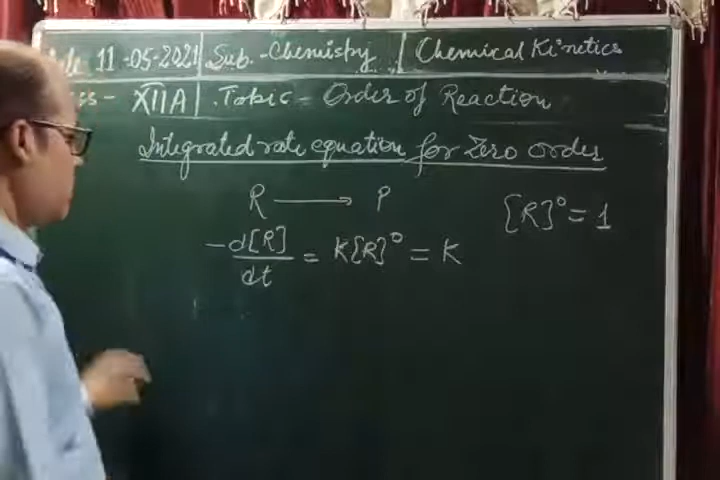 11-05-2021 Sub.-Chemistry Chemical Kinetics
XIIA . Tobic = Order of Reaction
Integrated rate equation for Zero order
R → P
[R]° = 1
-d[R]/dt = K[R]° = K